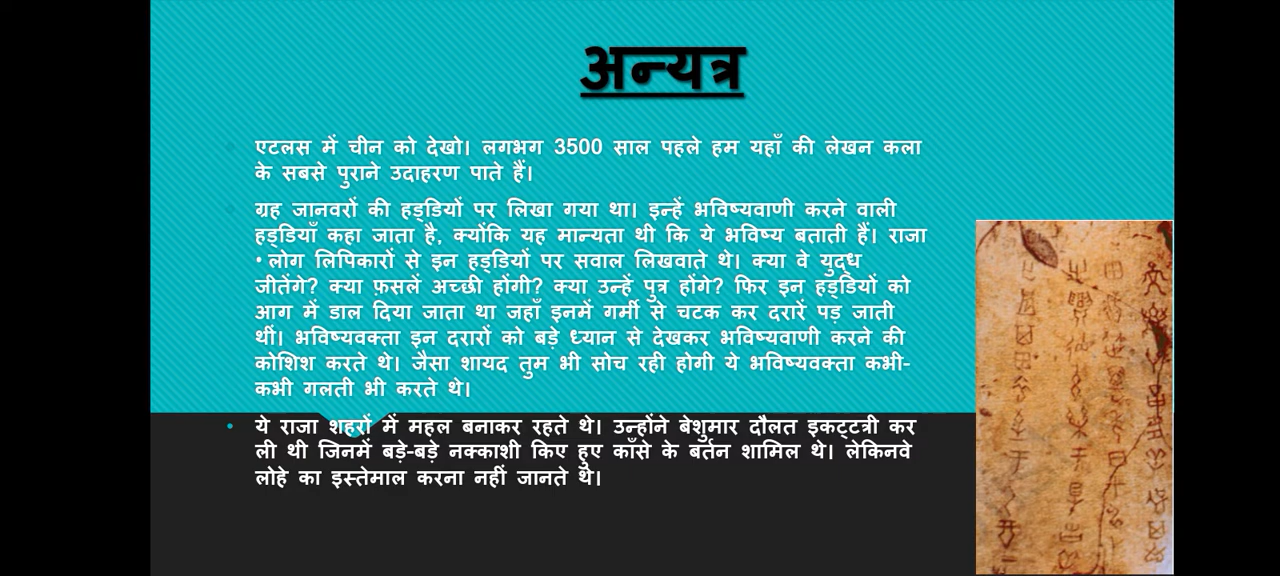 अन्यत्र
एटलस में चीन को देखो। लगभग 3500 साल पहले हम यहाँ की लेखन कला
के सबसे पुराने उदाहरण पाते हैं।
ग्रह जानवरों की हड्डियों पर लिखा गया था। इन्हें भविष्यवाणी करने वाली
हड्डियाँ कहा जाता है, क्योंकि यह मान्यता थी कि ये भविष्य बताती हैं। राजा
• लोग लिपिकारों से इन हड्डियों पर सवाल लिखवाते थे। क्या वे युद्ध
जीतेंगे? क्या फ़सलें अच्छी होंगी? क्या उन्हें पुत्र होंगे? फिर इन हड्डियों को
आग में डाल दिया जाता था जहाँ इनमें गर्मी से चटक कर दरारें पड़ जाती
थीं। भविष्यवक्ता इन दरारों को बड़े ध्यान से देखकर भविष्यवाणी करने की
कोशिश करते थे। जैसा शायद तुम भी सोच रही होगी ये भविष्यवक्ता कभी-
कभी गलती भी करते थे।
• ये राजा शहरों में महल बनाकर रहते थे। उन्होंने बेशुमार दौलत इकट्टत्री कर
ली थी जिनमें बड़े-बड़े नक्काशी किए हुए काँसे के बर्तन शामिल थे। लेकिनवे
लोहे का इस्तेमाल करना नहीं जानते थे।